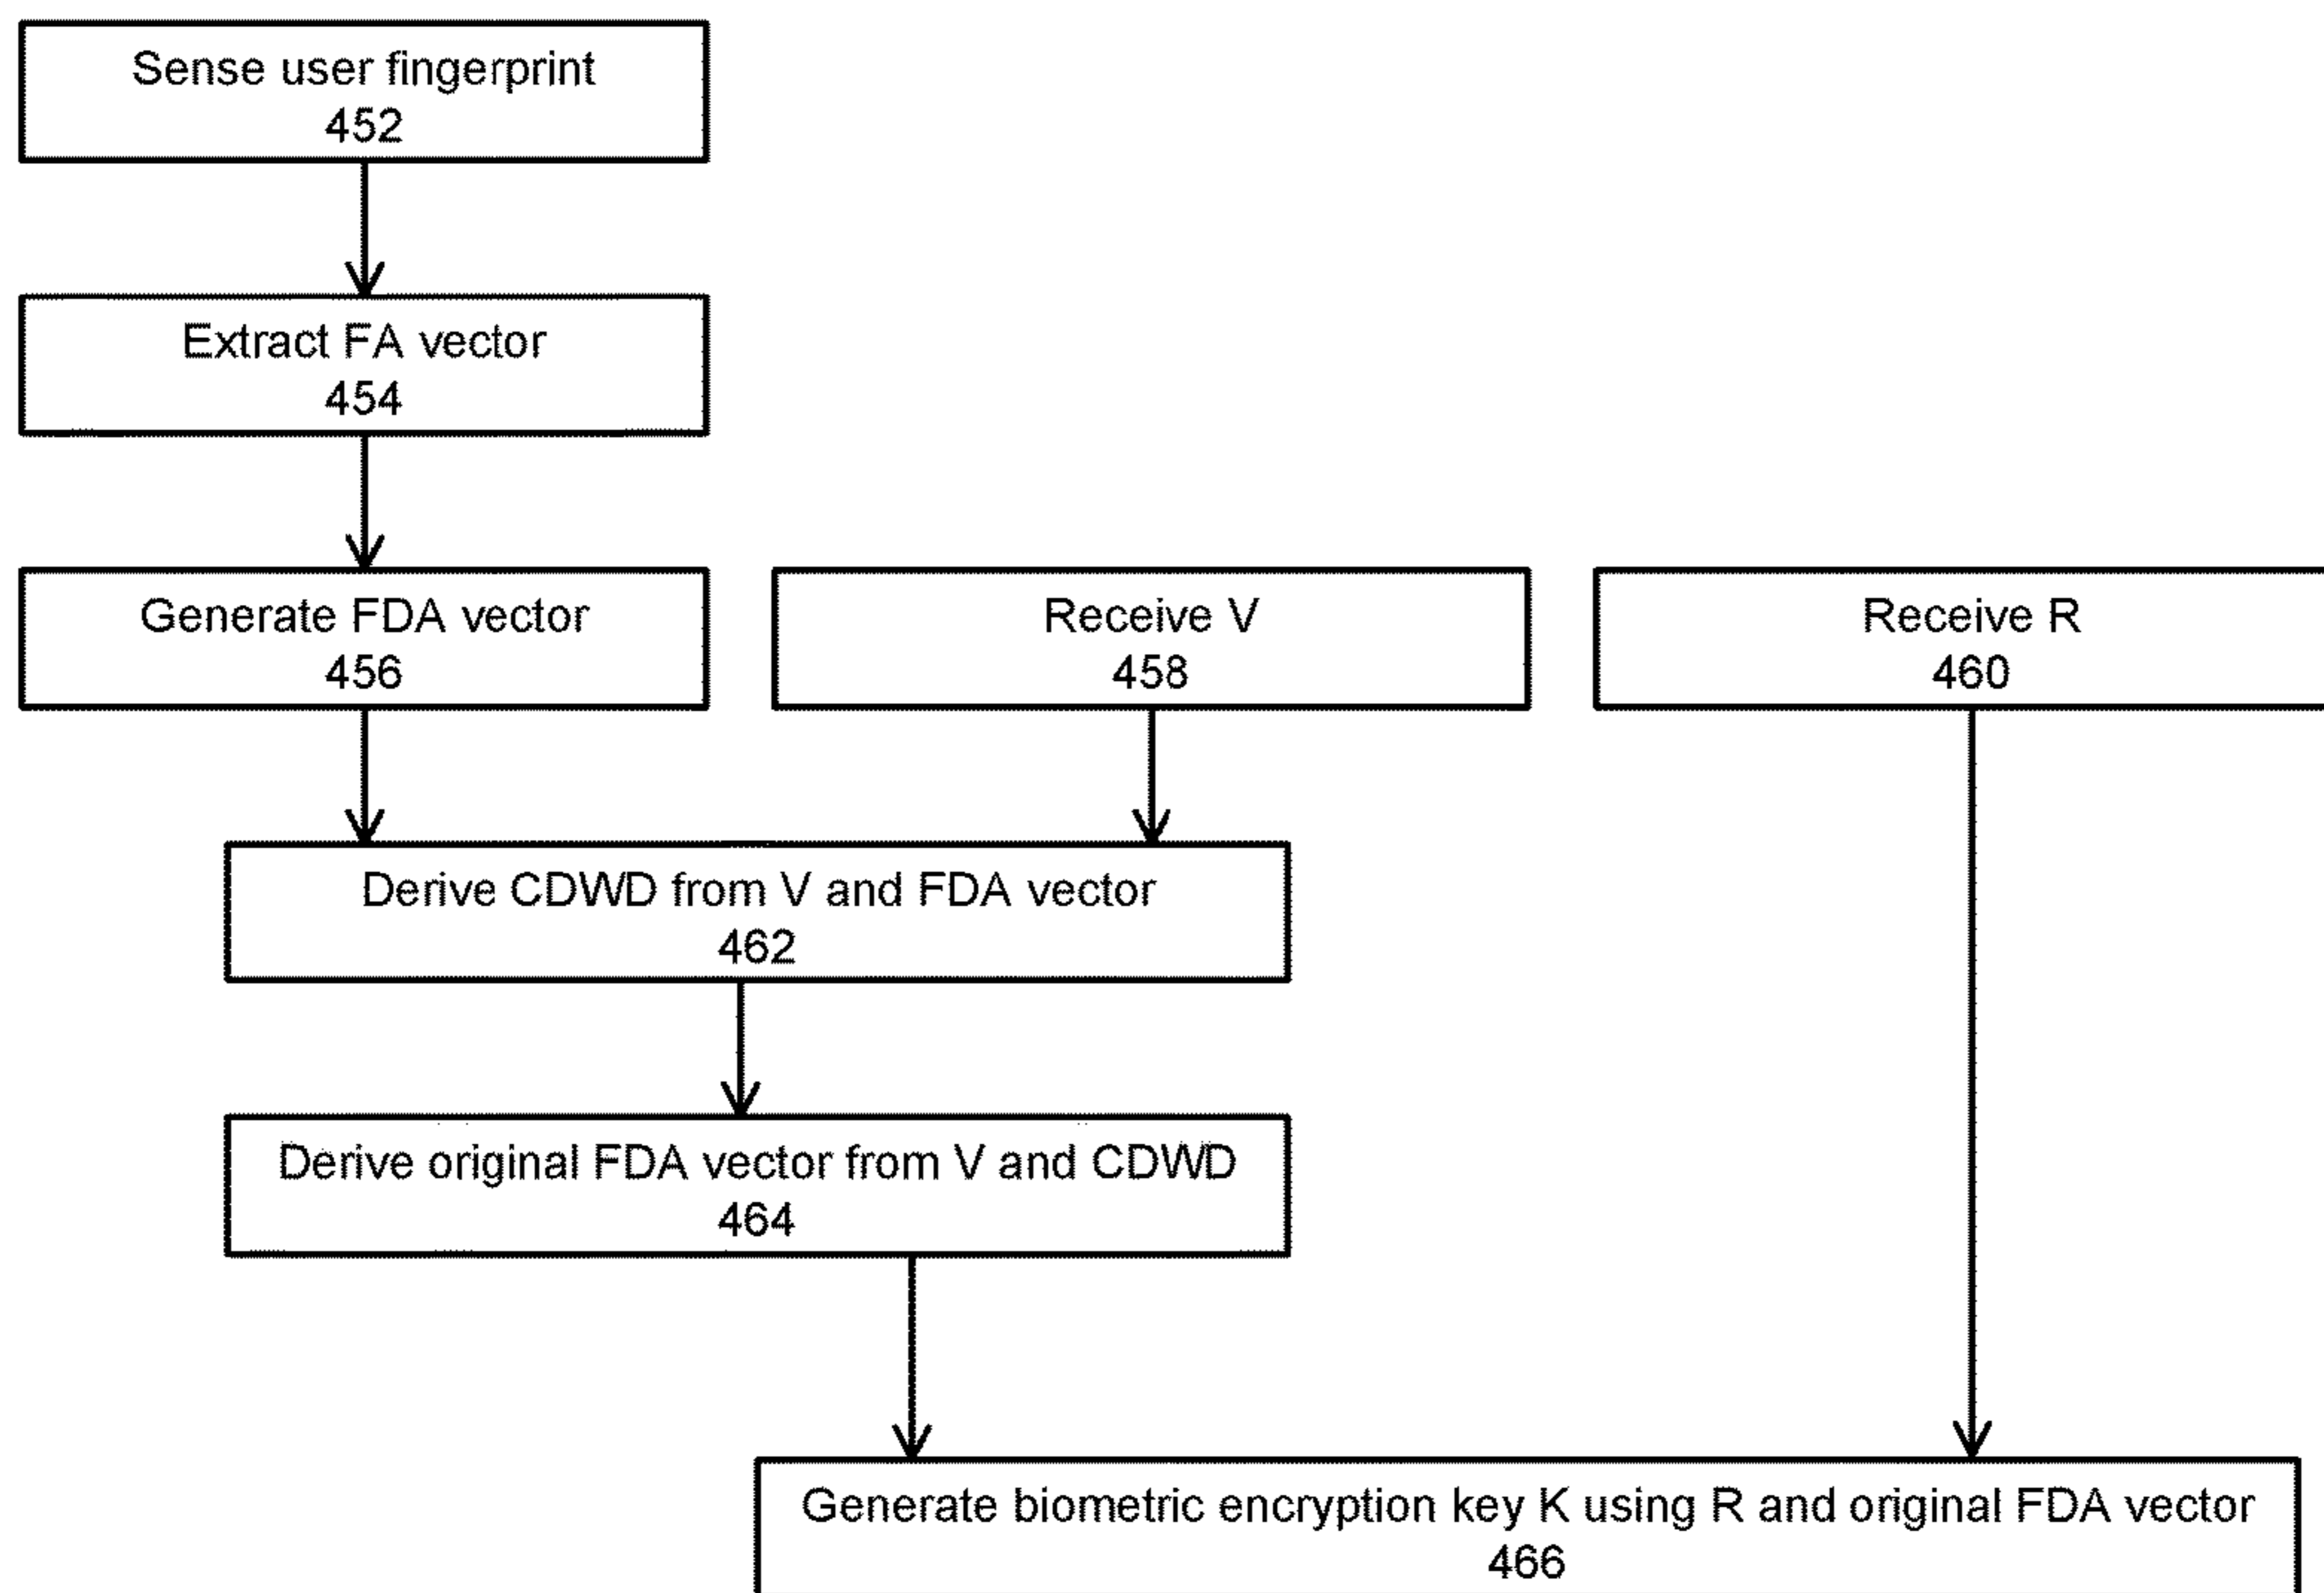 Sense user fingerprint
452
Extract FA vector
454
Generate FDA vector
456
Receive V
458
Receive R
460
Derive CDWD from V and FDA vector
462
Derive original FDA vector from V and CDWD
464
Generate biometric encryption key K using R and original FDA vector
466